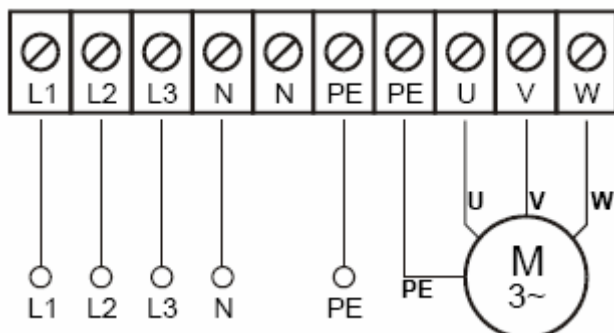 L1 L2 L3 N N PE PE U V W
U V W
M
3~
PE
L1 L2 L3 N PE